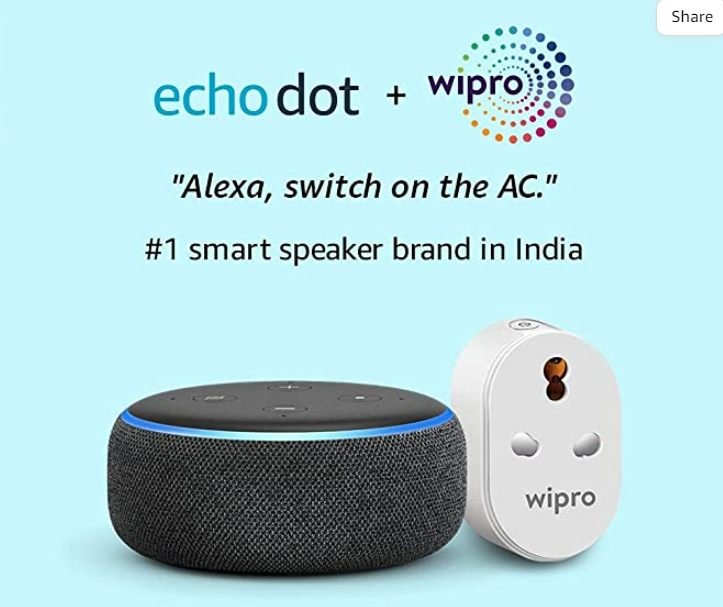 Share
echo dot + wipro
"Alexa, switch on the AC."
#1 smart speaker brand in India
wipro